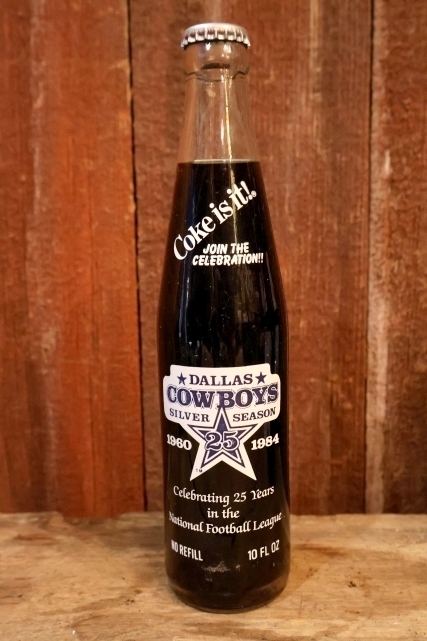 Coke is it!
JOIN THE
CELEBRATION!!
DALLAS
COWBOYS
SILVER SEASON
1960 25 1984
Celebrating 25 Years
in the
National Football League
NO REFILL 10 FL OZ